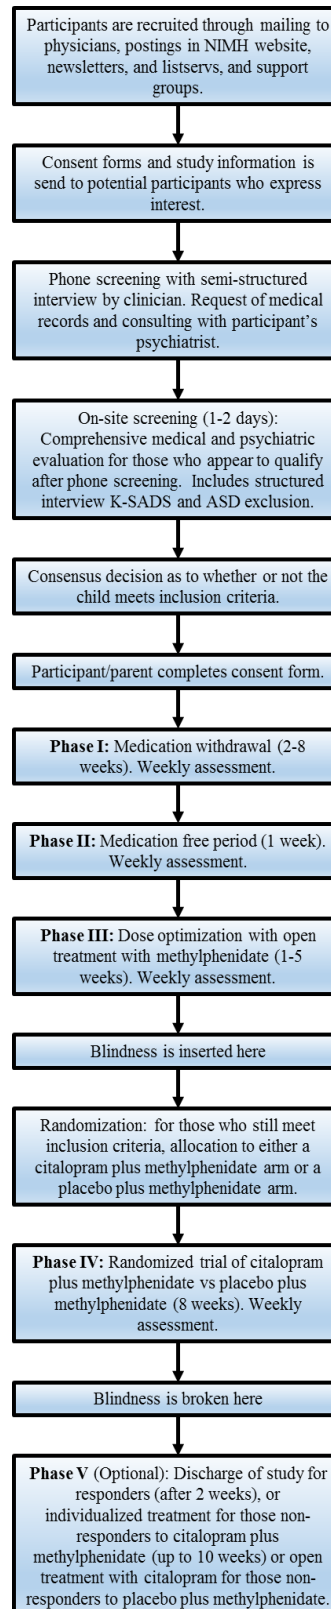 Participants are recruited through mailing to
physicians, postings in NIMH website,
newsletters, and listservs, and support
groups.
Consent forms and study information is
send to potential participants who express
interest.
Phone screening with semi-structured
interview by clinician. Request of medical
records and consulting with participant's
psychiatrist.
On-site screening (1-2 days):
Comprehensive medical and psychiatric
evaluation for those who appear to qualify
after phone screening. Includes structured
interview K-SADS and ASD exclusion.
Consensus decision as to whether or not the
child meets inclusion criteria.
Participant/parent completes consent form.
Phase I: Medication withdrawal (2-8
weeks). Weekly assessment.
Phase II: Medication free period (1 week).
Weekly assessment.
Phase III: Dose optimization with open
treatment with methylphenidate (1-5
weeks). Weekly assessment.
Blindness is inserted here
Randomization: for those who still meet
inclusion criteria, allocation to either a
citalopram plus methylphenidate arm or a
placebo plus methylphenidate arm.
Phase IV: Randomized trial of citalopram
plus methylphenidate vs placebo plus
methylphenidate (8 weeks). Weekly
assessment.
Blindness is broken here
Phase V (Optional): Discharge of study for
responders (after 2 weeks), or
individualized treatment for those non-
responders to citalopram plus
methylphenidate (up to 10 weeks) or open
treatment with citalopram for those non-
responders to placebo plus methylphenidate.